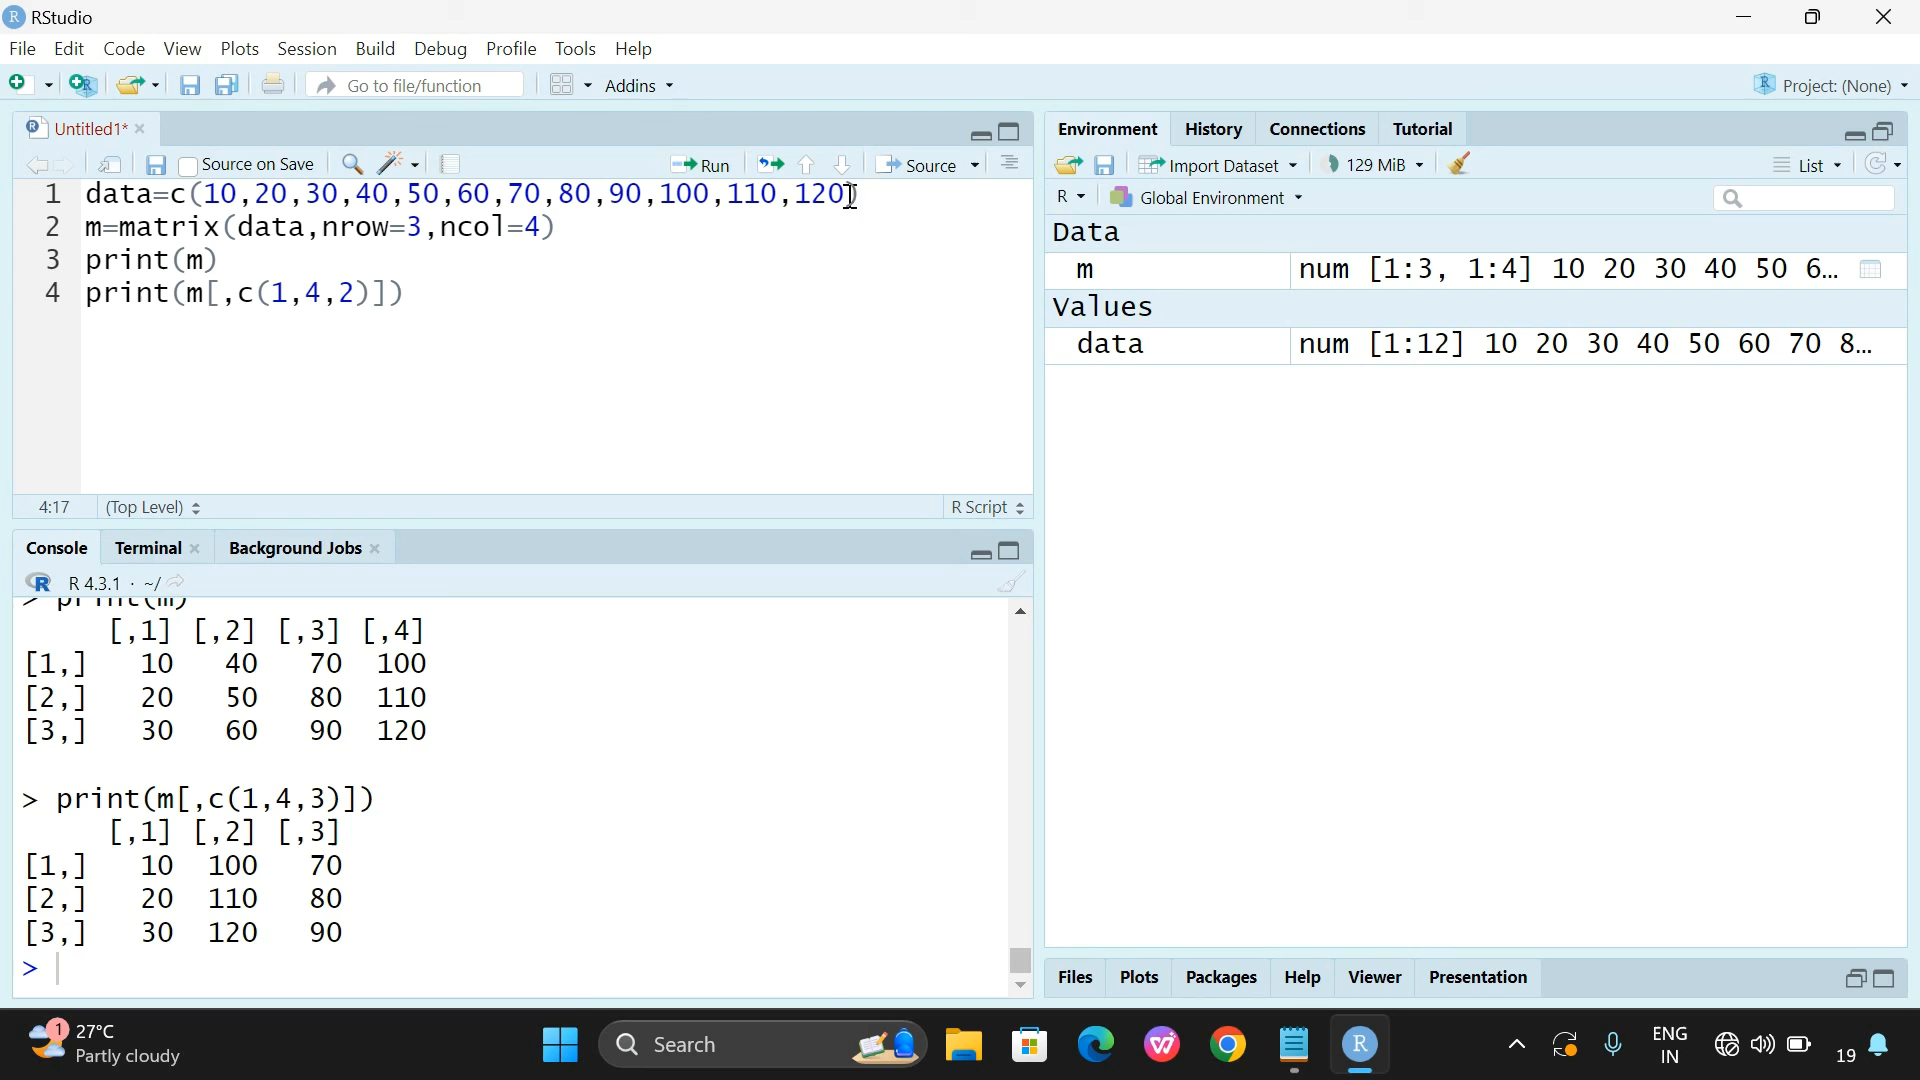 RStudio
File Edit Code View Plots Session Build Debug Profile Tools Help
Go to file/function Addins Project: (None)
Untitled1*
Source on Save Run Source
1 data=c(10,20,30,40,50,60,70,80,90,100,110,120)
2 m=matrix(data,nrow=3,ncol=4)
3 print(m)
4 print(m[,c(1,4,2)])
4:17 (Top Level) R Script
Console Terminal Background Jobs
R 4.3.1 · ~/
> print(m)
[,1] [,2] [,3] [,4]
[1,] 10 40 70 100
[2,] 20 50 80 110
[3,] 30 60 90 120
> print(m[,c(1,4,3)])
[,1] [,2] [,3]
[1,] 10 100 70
[2,] 20 110 80
[3,] 30 120 90
>
Environment History Connections Tutorial
Import Dataset 129 MiB List
R Global Environment
Data
m num [1:3, 1:4] 10 20 30 40 50 6...
Values
data num [1:12] 10 20 30 40 50 60 70 8...
Files Plots Packages Help Viewer Presentation
1 27°C
Partly cloudy
Search
ENG
IN
19